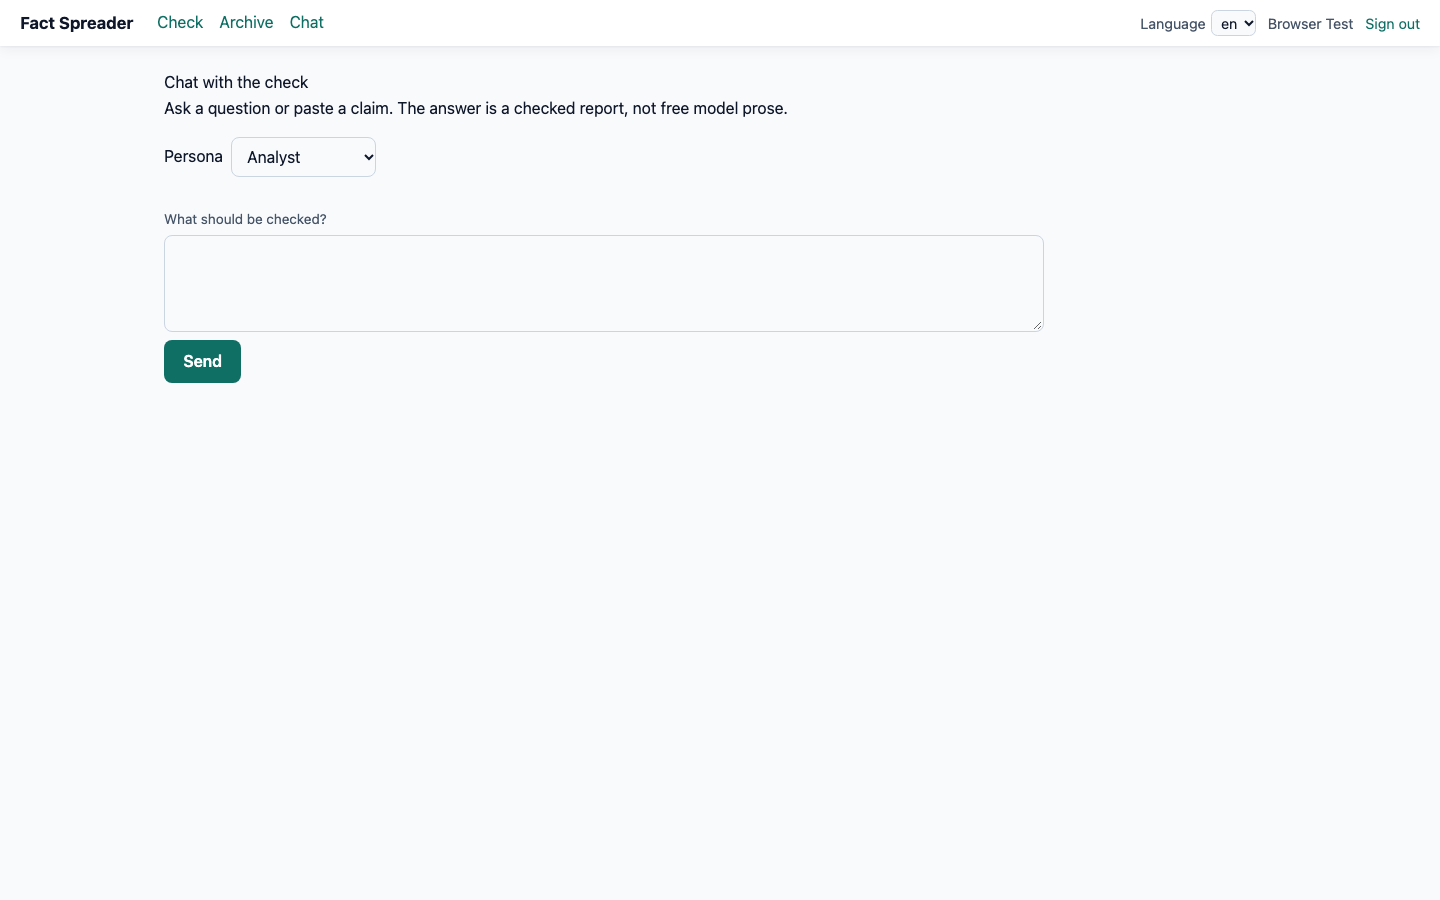 Fact Spreader Check Archive Chat Language en Browser Test Sign out
Chat with the check
Ask a question or paste a claim. The answer is a checked report, not free model prose.
Persona Analyst
What should be checked?
Send